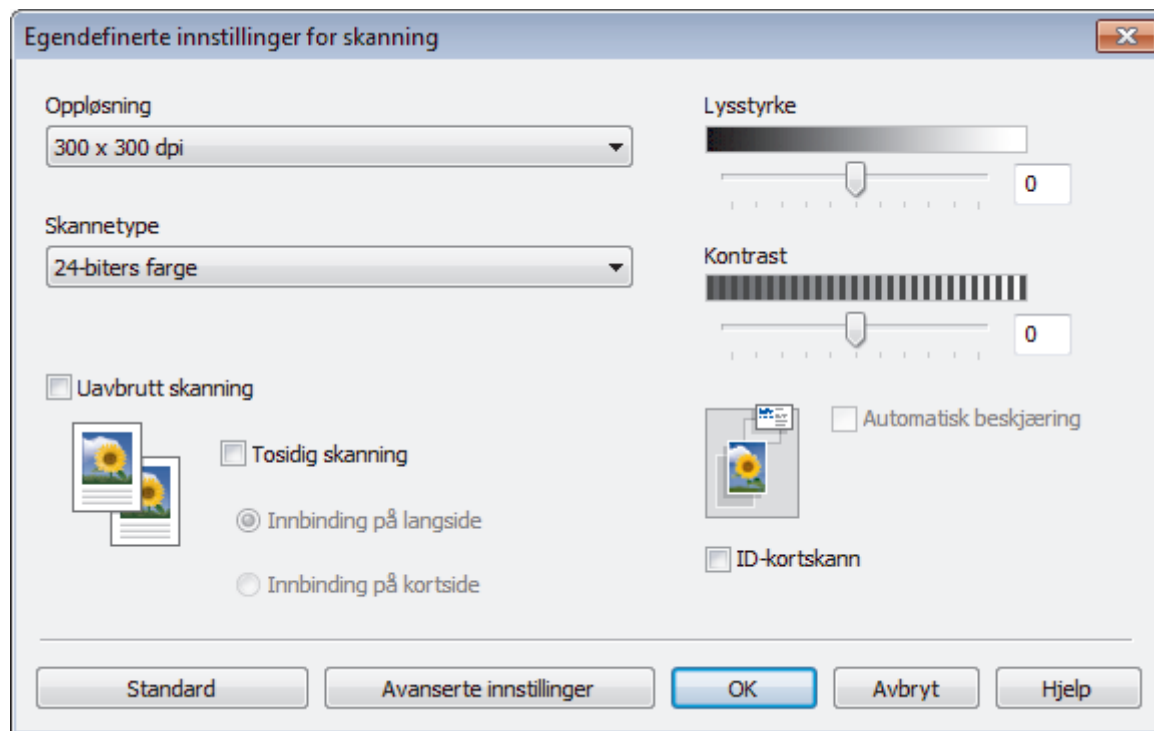 Egendefinerte innstillinger for skanning
Oppløsning
300 x 300 dpi
Skannetype
24-biters farge
Uavbrutt skanning
Tosidig skanning
Innbinding på langside
Innbinding på kortside
Lysstyrke
0
Kontrast
0
Automatisk beskjæring
ID-kortskann
Standard
Avanserte innstillinger
OK
Avbryt
Hjelp